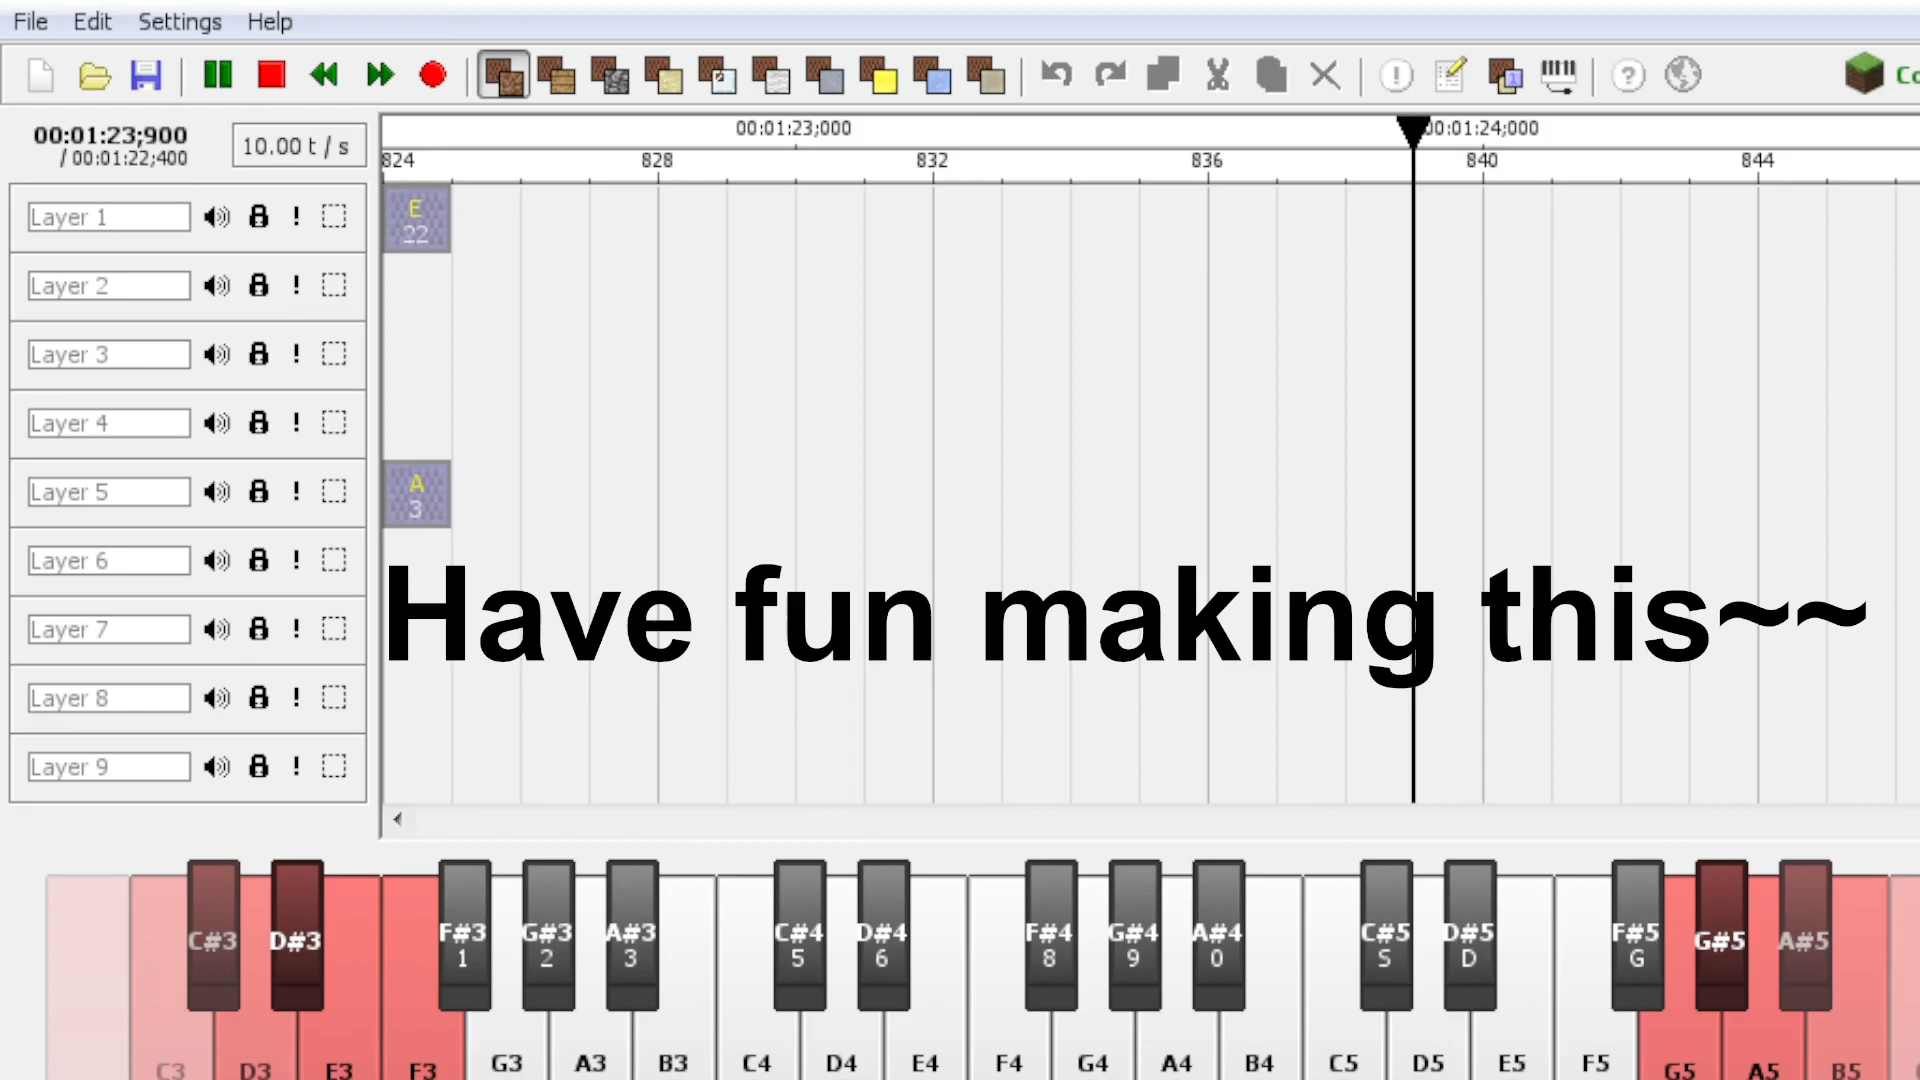 File Edit Settings Help
Co
00:01:23;900
/ 00:01:22;400
10.00 t / s
00:01:23;000 00:01:24;000
824 828 832 836 840 844
Layer 1
E
22
Layer 2
Layer 3
Layer 4
Layer 5
A
3
Layer 6
Have fun making this~~
Layer 7
Layer 8
Layer 9
C#3 D#3 F#3 G#3 A#3 C#4 D#4 F#4 G#4 A#4 C#5 D#5 F#5 G#5 A#5
1 2 3 5 6 8 9 0 S D G
C3 D3 E3 F3 G3 A3 B3 C4 D4 E4 F4 G4 A4 B4 C5 D5 E5 F5 G5 A5 B5